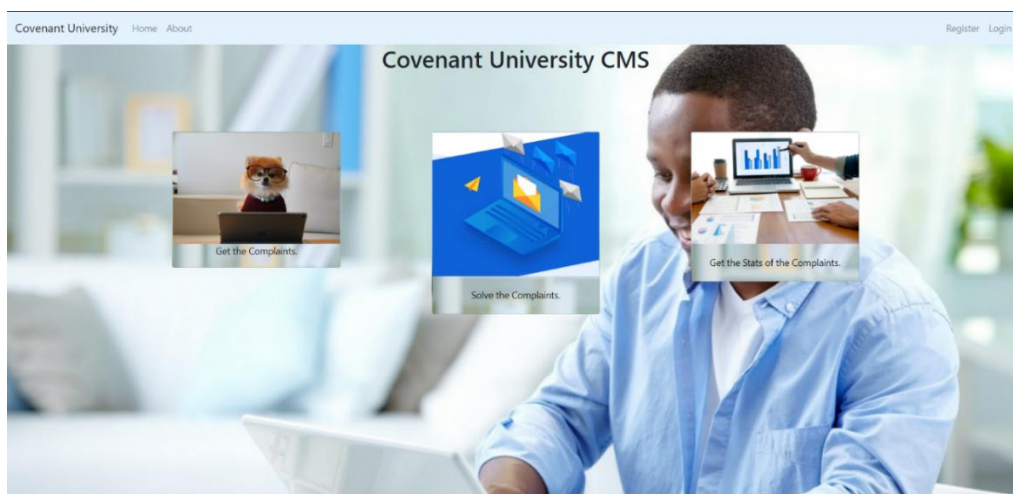 Covenant University Home About Register Login
Covenant University CMS
Get the Complaints.
Solve the Complaints.
Get the Stats of the Complaints.